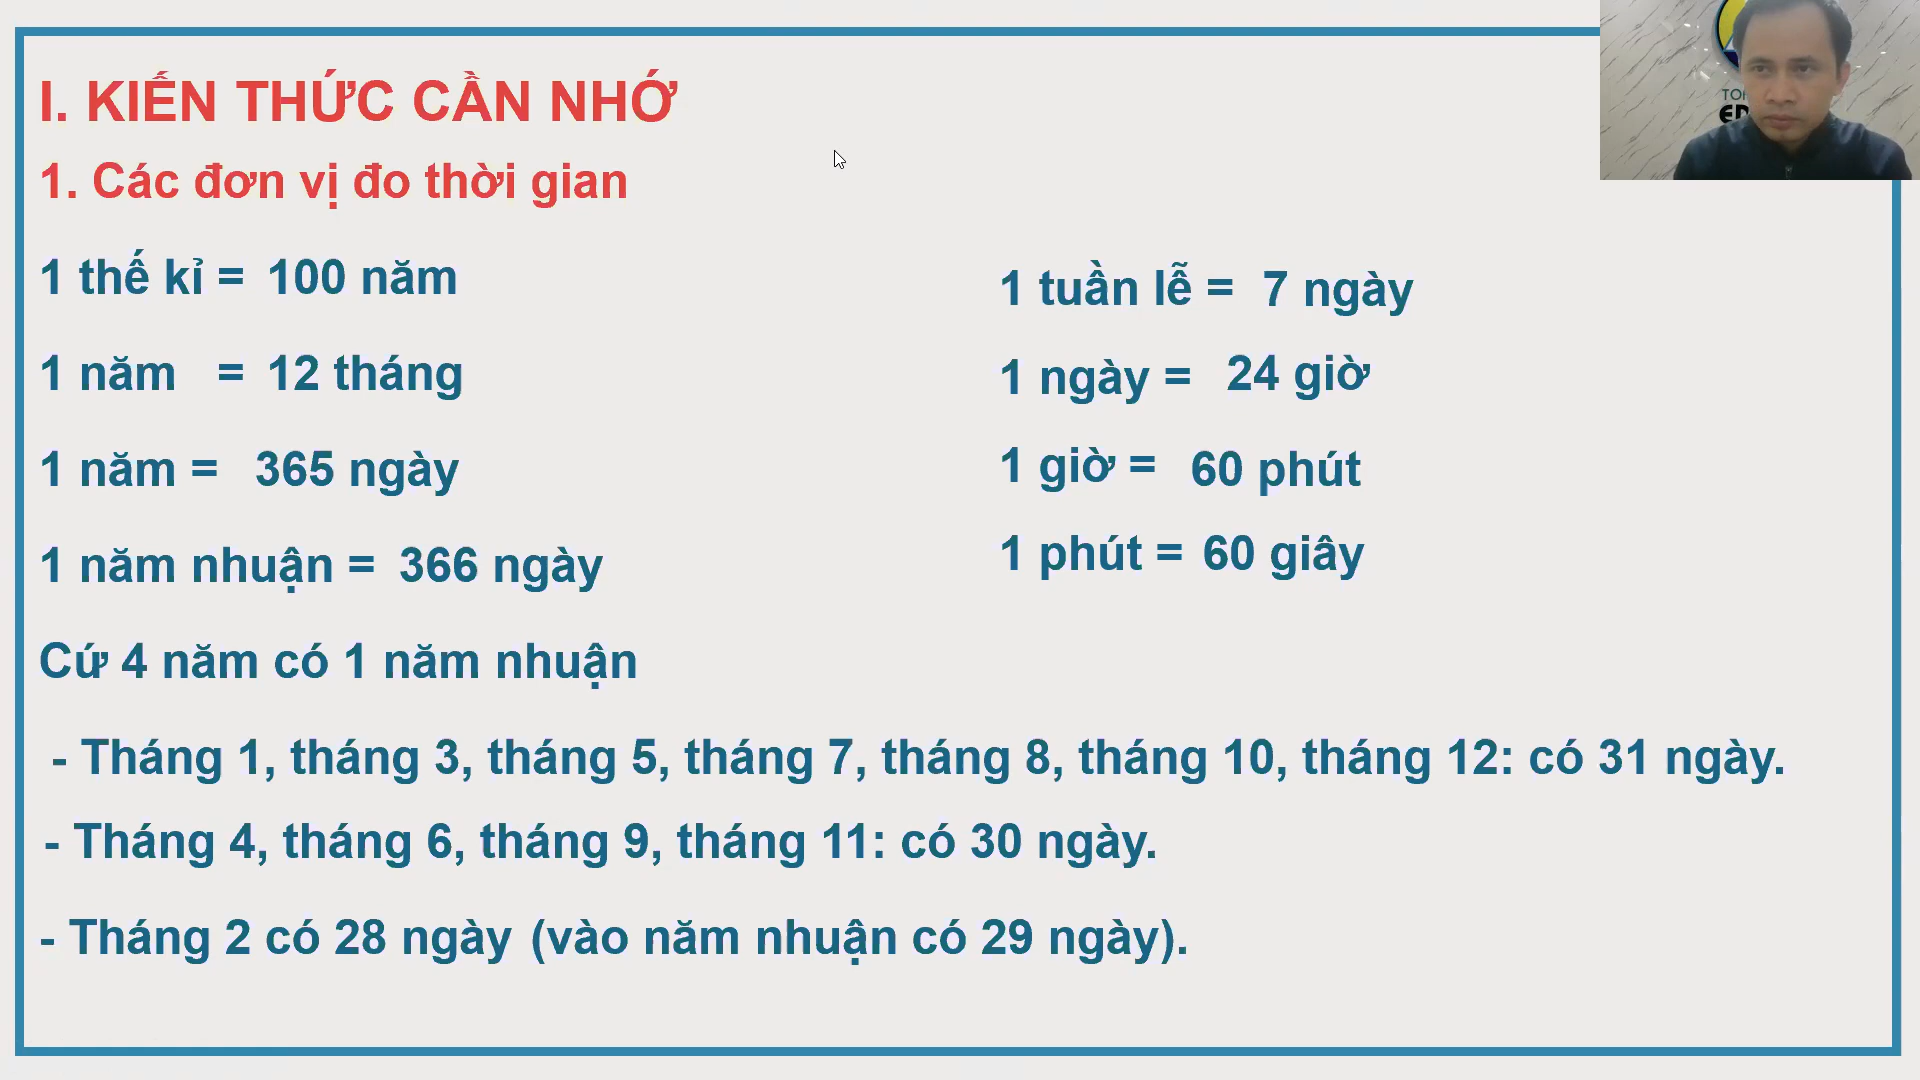 I. KIẾN THỨC CẦN NHỚ
1. Các đơn vị đo thời gian
1 thế kỉ = 100 năm
1 năm = 12 tháng
1 năm = 365 ngày
1 năm nhuận = 366 ngày
Cứ 4 năm có 1 năm nhuận
1 tuần lễ = 7 ngày
1 ngày = 24 giờ
1 giờ = 60 phút
1 phút = 60 giây
- Tháng 1, tháng 3, tháng 5, tháng 7, tháng 8, tháng 10, tháng 12: có 31 ngày.
- Tháng 4, tháng 6, tháng 9, tháng 11: có 30 ngày.
- Tháng 2 có 28 ngày (vào năm nhuận có 29 ngày).